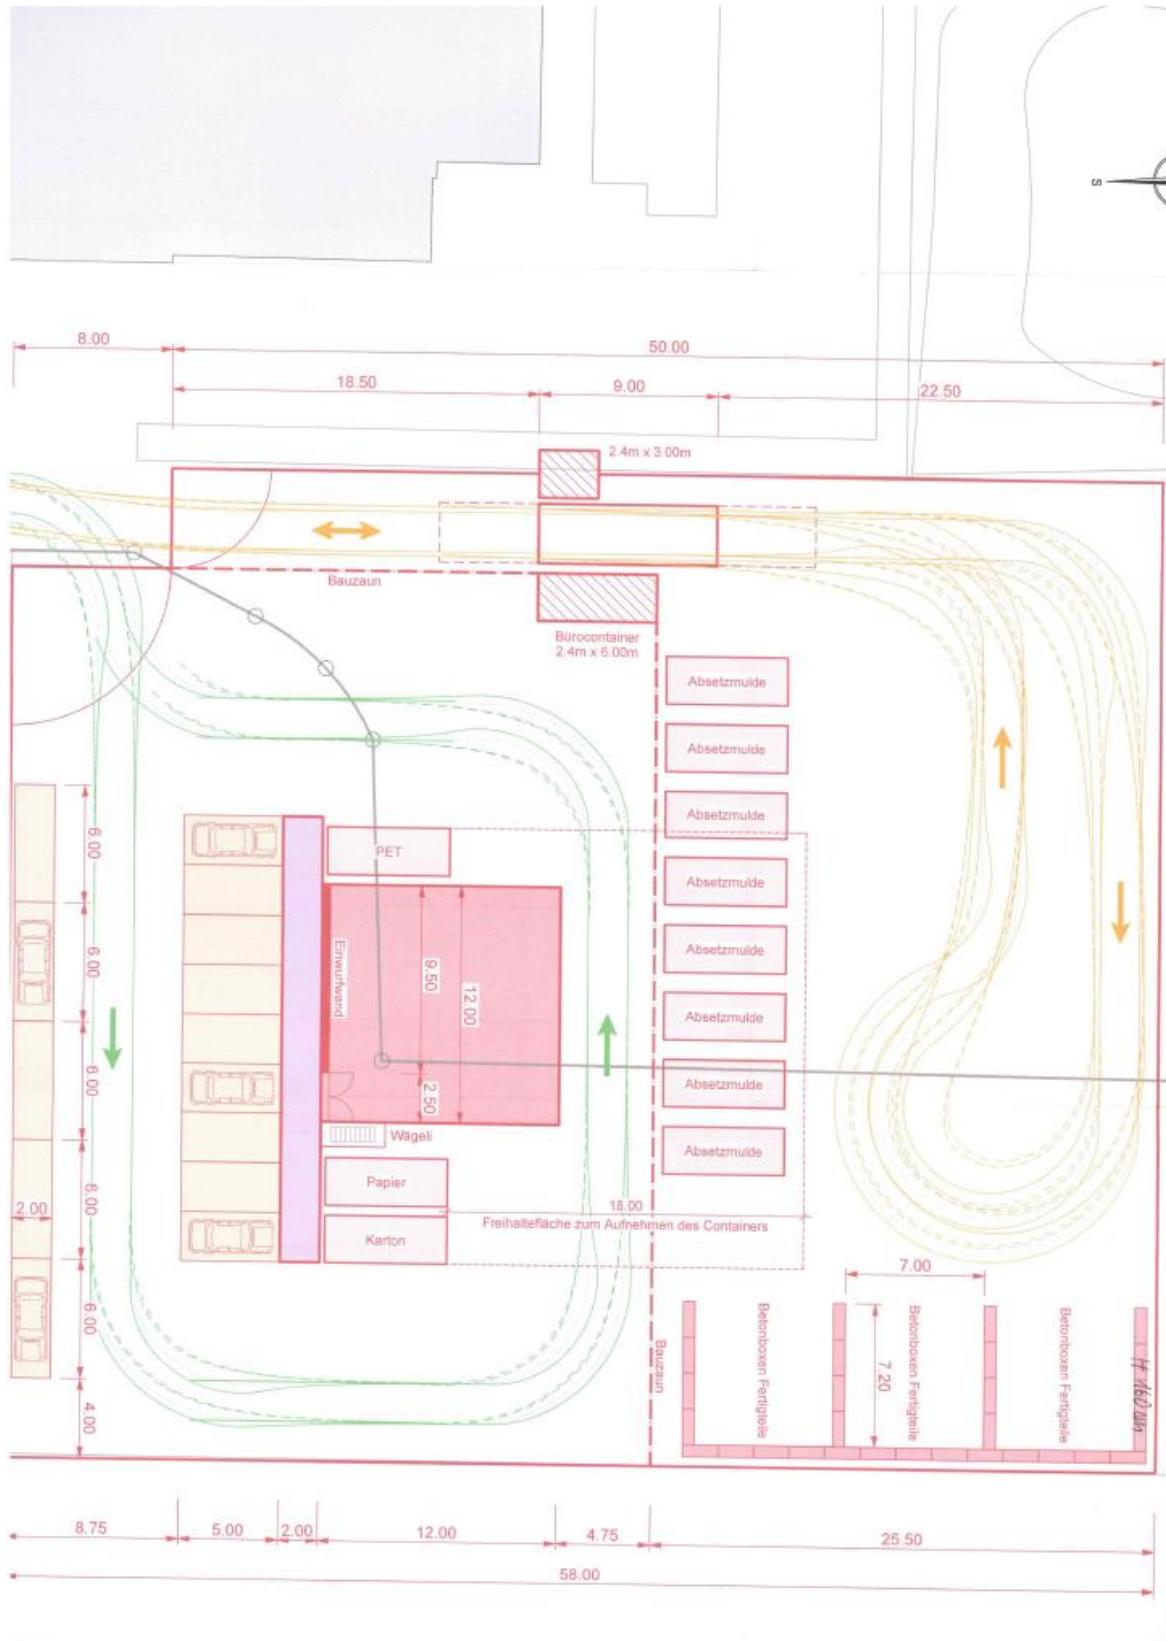 S
8.00
50.00
18.50
9.00
22.50
2.4m x 3.00m
Bauzaun
Bürocontainer
2.4m x 6.00m
Absetzmulde
Absetzmulde
Absetzmulde
Absetzmulde
Absetzmulde
Absetzmulde
Absetzmulde
Absetzmulde
PET
Einwurfwand
9.50
12.00
2.50
Wägeli
Papier
Karton
18.00
Freihaltefläche zum Aufnehmen des Containers
6.00
6.00
6.00
6.00
6.00
4.00
2.00
7.00
7.20
Betonboxen Fertigteile
Betonboxen Fertigteile
Betonboxen Fertigteile
H 160 cm
Bauzaun
8.75
5.00
2.00
12.00
4.75
25.50
58.00